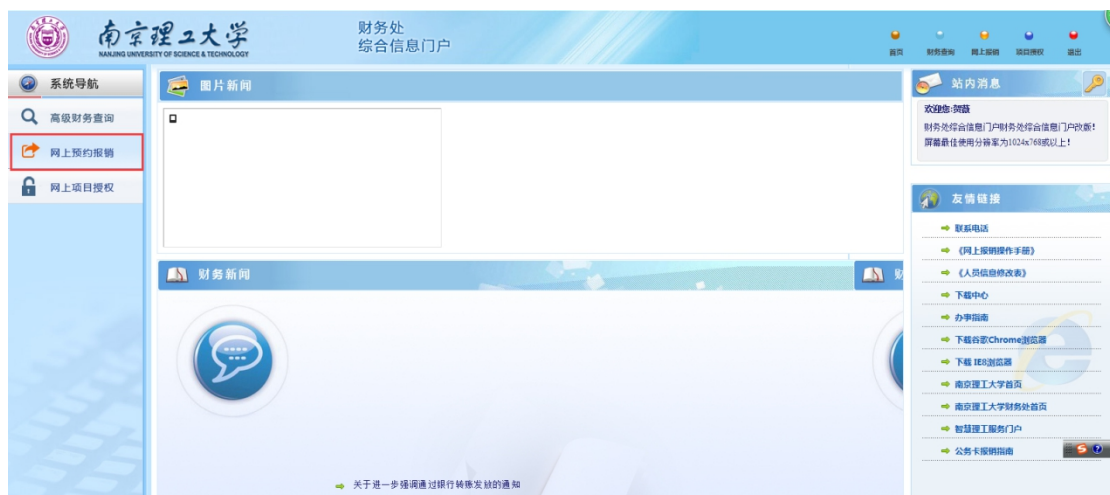 南京理工大学
NANJING UNIVERSITY OF SCIENCE & TECHNOLOGY
财务处
综合信息门户
首页 财务查询 网上报销 项目授权 退出
系统导航
高级财务查询
网上预约报销
网上项目授权
图片新闻
站内消息
欢迎您:贺薇
财务处综合信息门户财务处综合信息门户改版!
屏幕最佳使用分辩率为1024x768或以上!
友情链接
联系电话
《网上报销操作手册》
《人员信息修改表》
下载中心
办事指南
下载谷歌Chrome浏览器
下载 IE8浏览器
南京理工大学首页
南京理工大学财务处首页
智慧理工服务门户
公务卡报销指南
财务新闻
关于进一步强调通过银行转账发放的通知